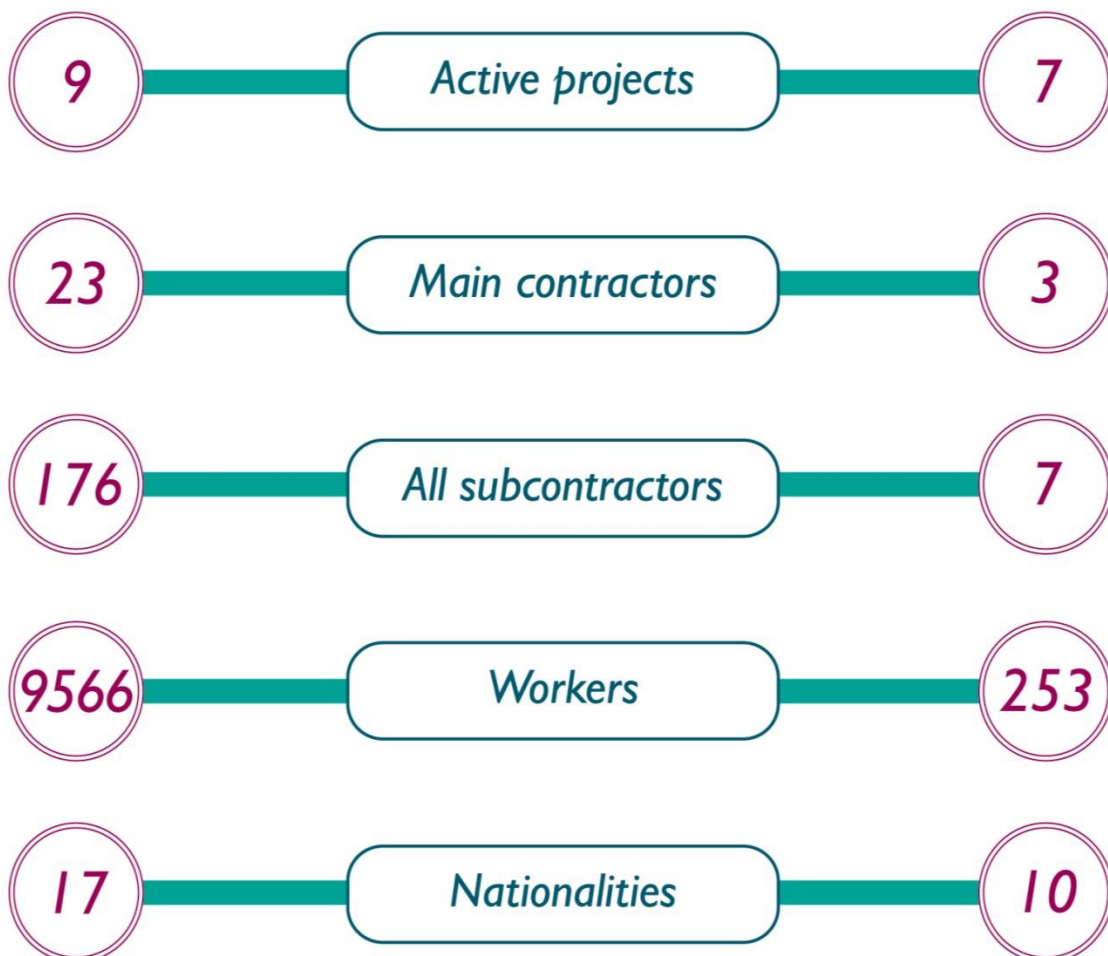 9 Active projects 7
23 Main contractors 3
176 All subcontractors 7
9566 Workers 253
17 Nationalities 10